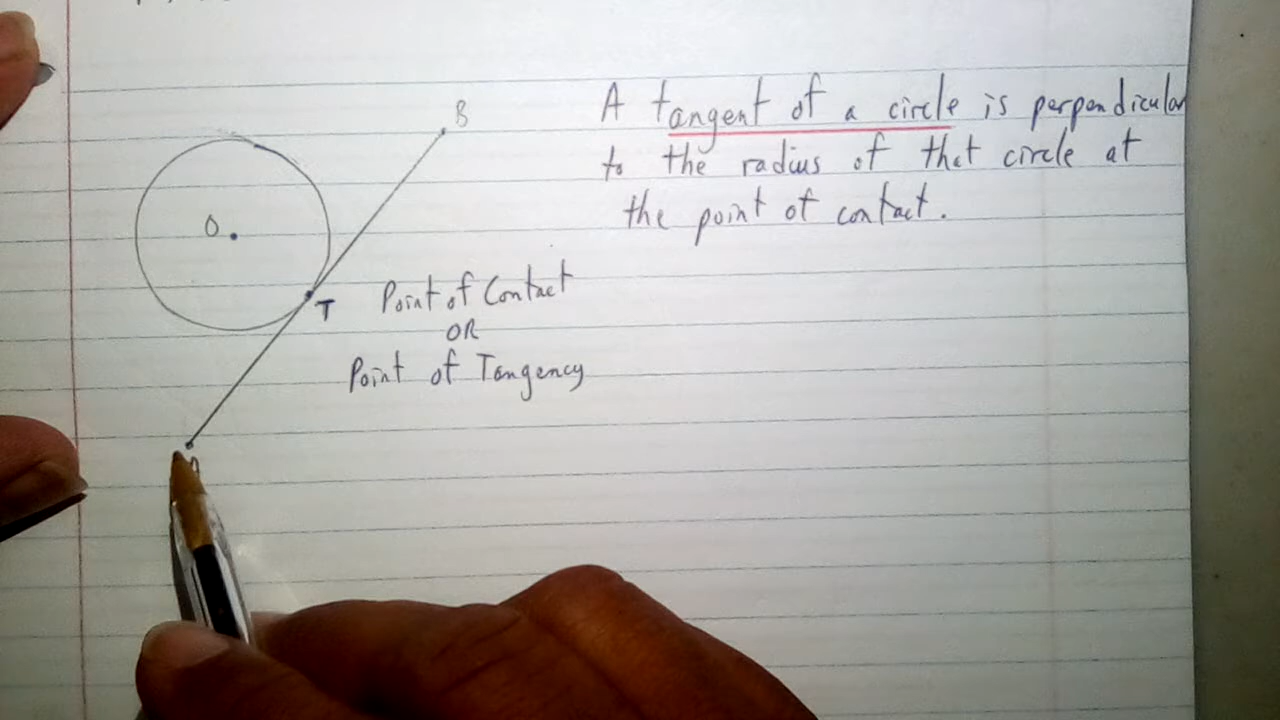 B
A tangent of a circle is perpendicular
to the radius of that circle at
the point of contact.
O
T
Point of Contact
OR
Point of Tangency